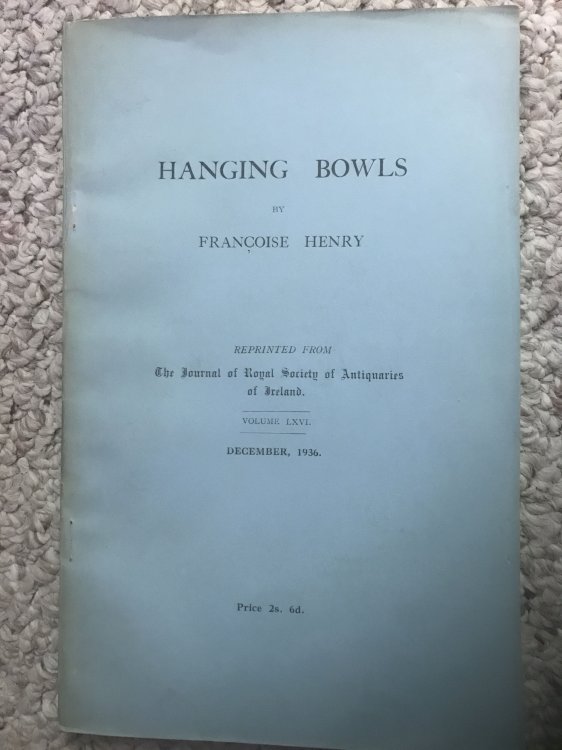 HANGING BOWLS
BY
FRANÇOISE HENRY
REPRINTED FROM
The Journal of Royal Society of Antiquaries
of Ireland.
VOLUME LXVI.
DECEMBER, 1936.
Price 2s. 6d.